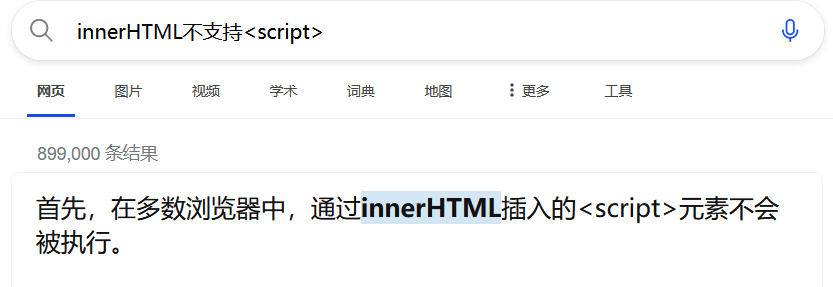 innerHTML不支持<script>
网页 图片 视频 学术 词典 地图 更多 工具
899,000 条结果
首先，在多数浏览器中，通过innerHTML插入的<script>元素不会
被执行。